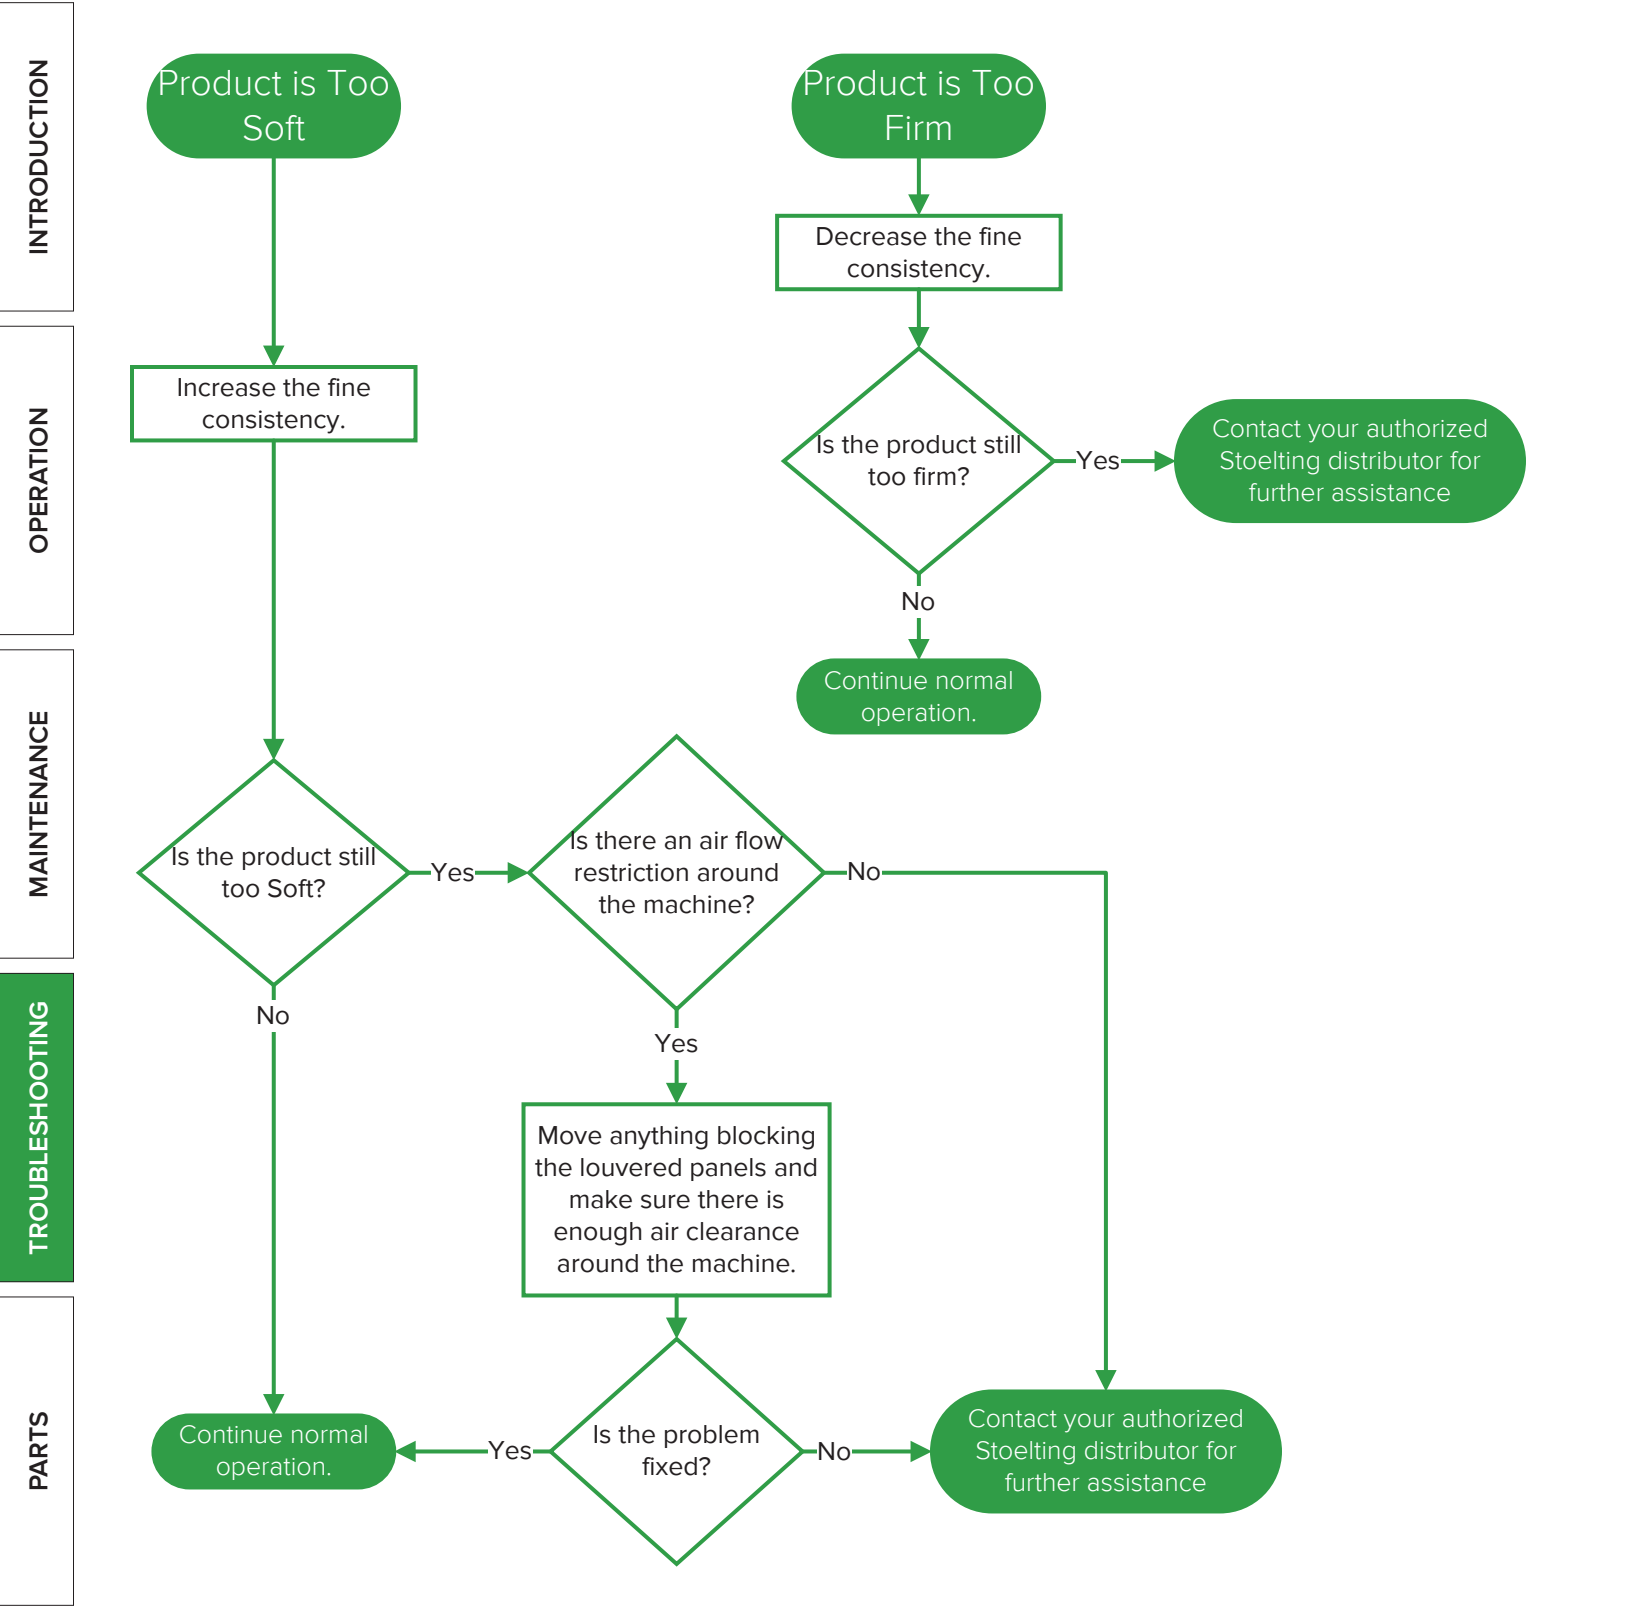 INTRODUCTION
OPERATION
MAINTENANCE
TROUBLESHOOTING
PARTS
Product is Too
Soft
Increase the fine
consistency.
Is the product still
too Soft?
Yes
No
Is there an air flow
restriction around
the machine?
No
Yes
Move anything blocking
the louvered panels and
make sure there is
enough air clearance
around the machine.
Is the problem
fixed?
Yes
No
Continue normal
operation.
Contact your authorized
Stoelting distributor for
further assistance
Product is Too
Firm
Decrease the fine
consistency.
Is the product still
too firm?
Yes
Contact your authorized
Stoelting distributor for
further assistance
No
Continue normal
operation.